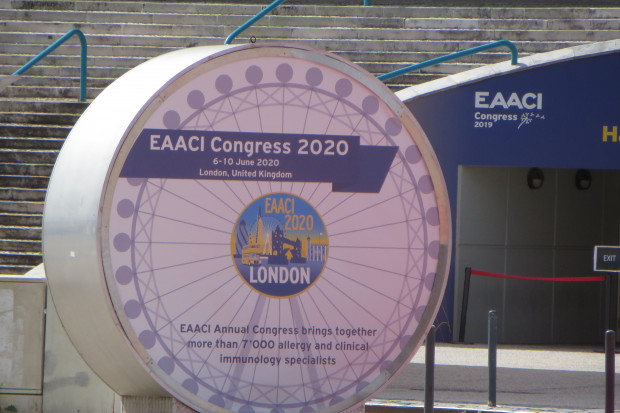 EAACI Congress 2020
6-10 June 2020
London, United Kingdom
EAACI
2020
LONDON
EAACI Annual Congress brings together
more than 7'000 allergy and clinical
immunology specialists
EAACI
Congress
2019
EXIT